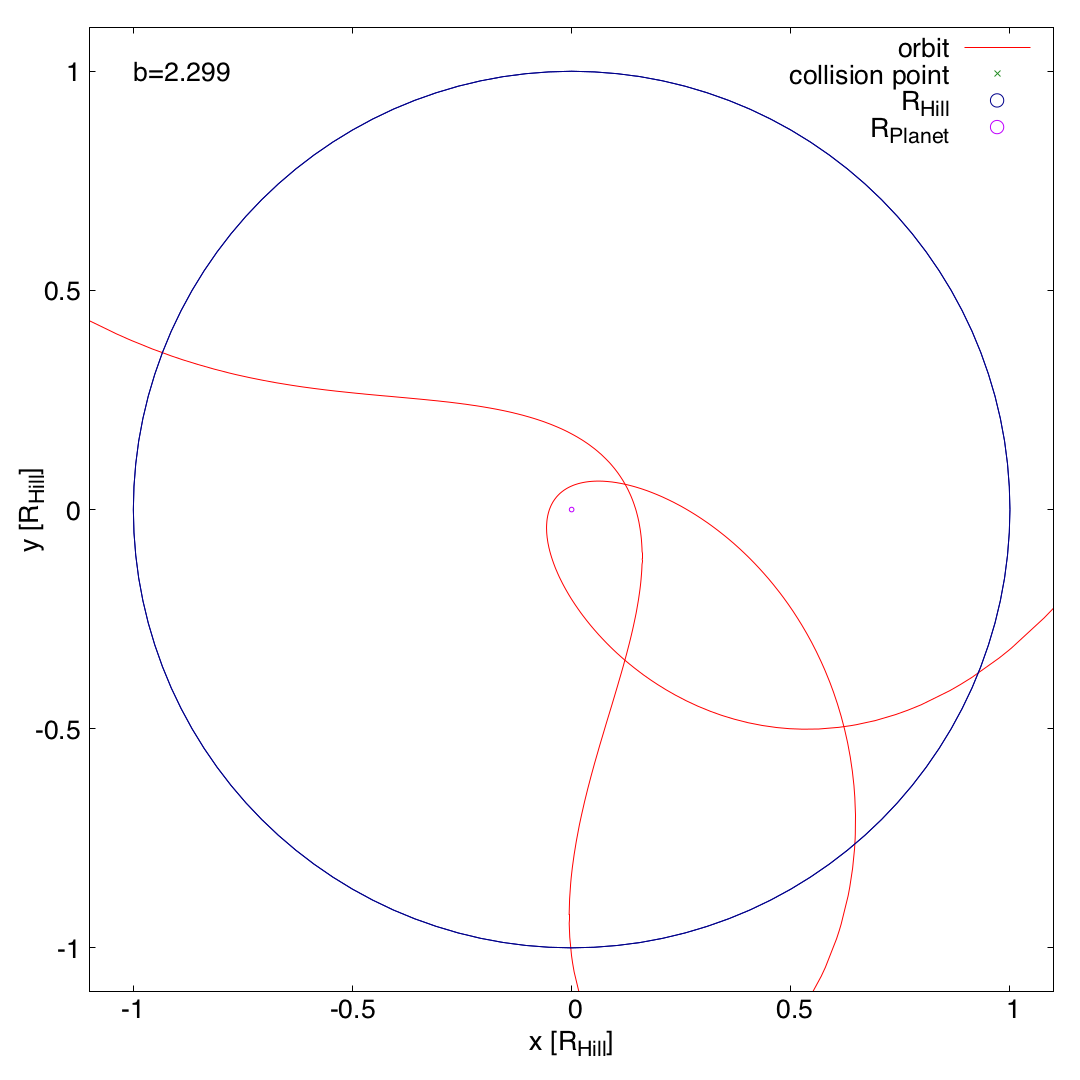 b=2.299
orbit
collision point
R_Hill
R_Planet
1
0.5
0
-0.5
-1
y [R_Hill]
-1
-0.5
0
0.5
1
x [R_Hill]